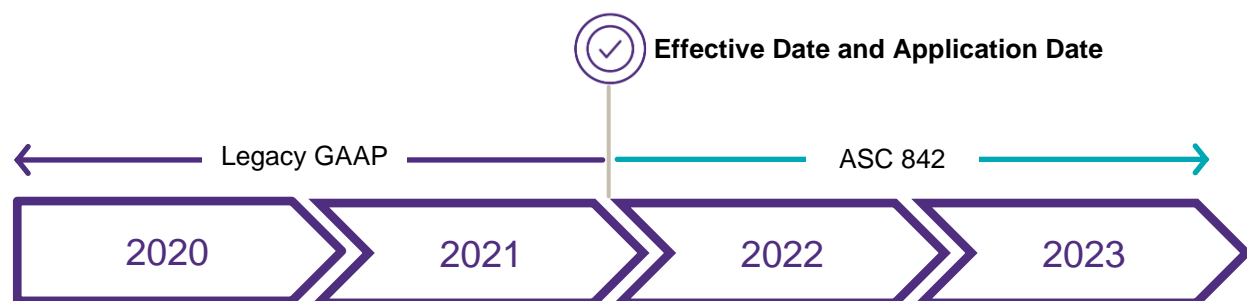 Effective Date and Application Date
Legacy GAAP
ASC 842
2020
2021
2022
2023